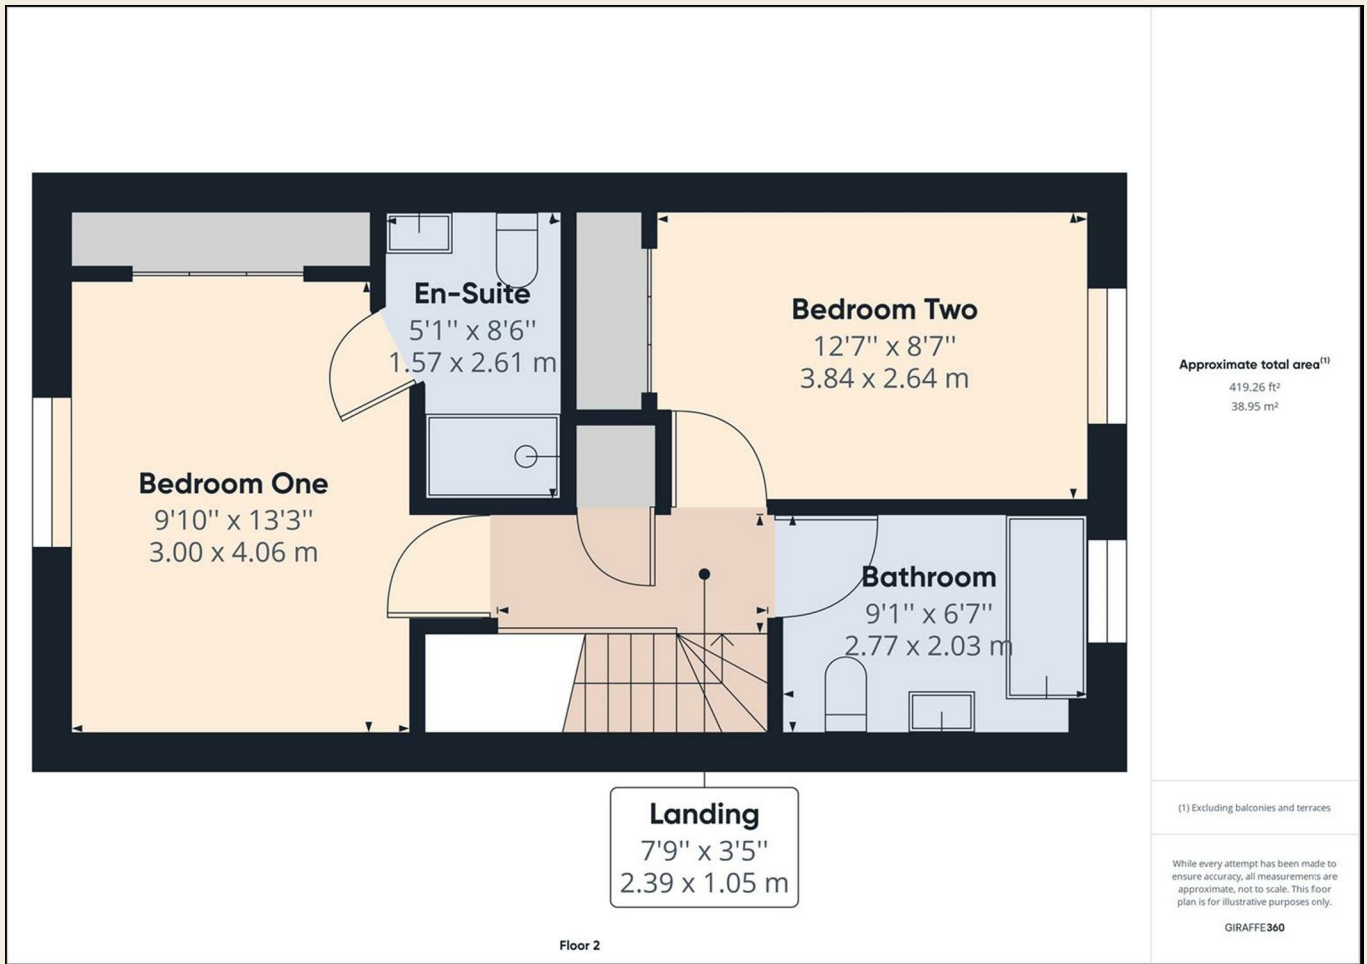 En-Suite
5'1'' x 8'6''
1.57 x 2.61 m
Bedroom Two
12'7'' x 8'7''
3.84 x 2.64 m
Bedroom One
9'10'' x 13'3''
3.00 x 4.06 m
Bathroom
9'1'' x 6'7''
2.77 x 2.03 m
Landing
7'9'' x 3'5''
2.39 x 1.05 m
Floor 2
Approximate total area(1)
419.26 ft²
38.95 m²
(1) Excluding balconies and terraces
While every attempt has been made to
ensure accuracy, all measurements are
approximate, not to scale. This floor
plan is for illustrative purposes only.
GIRAFFE360